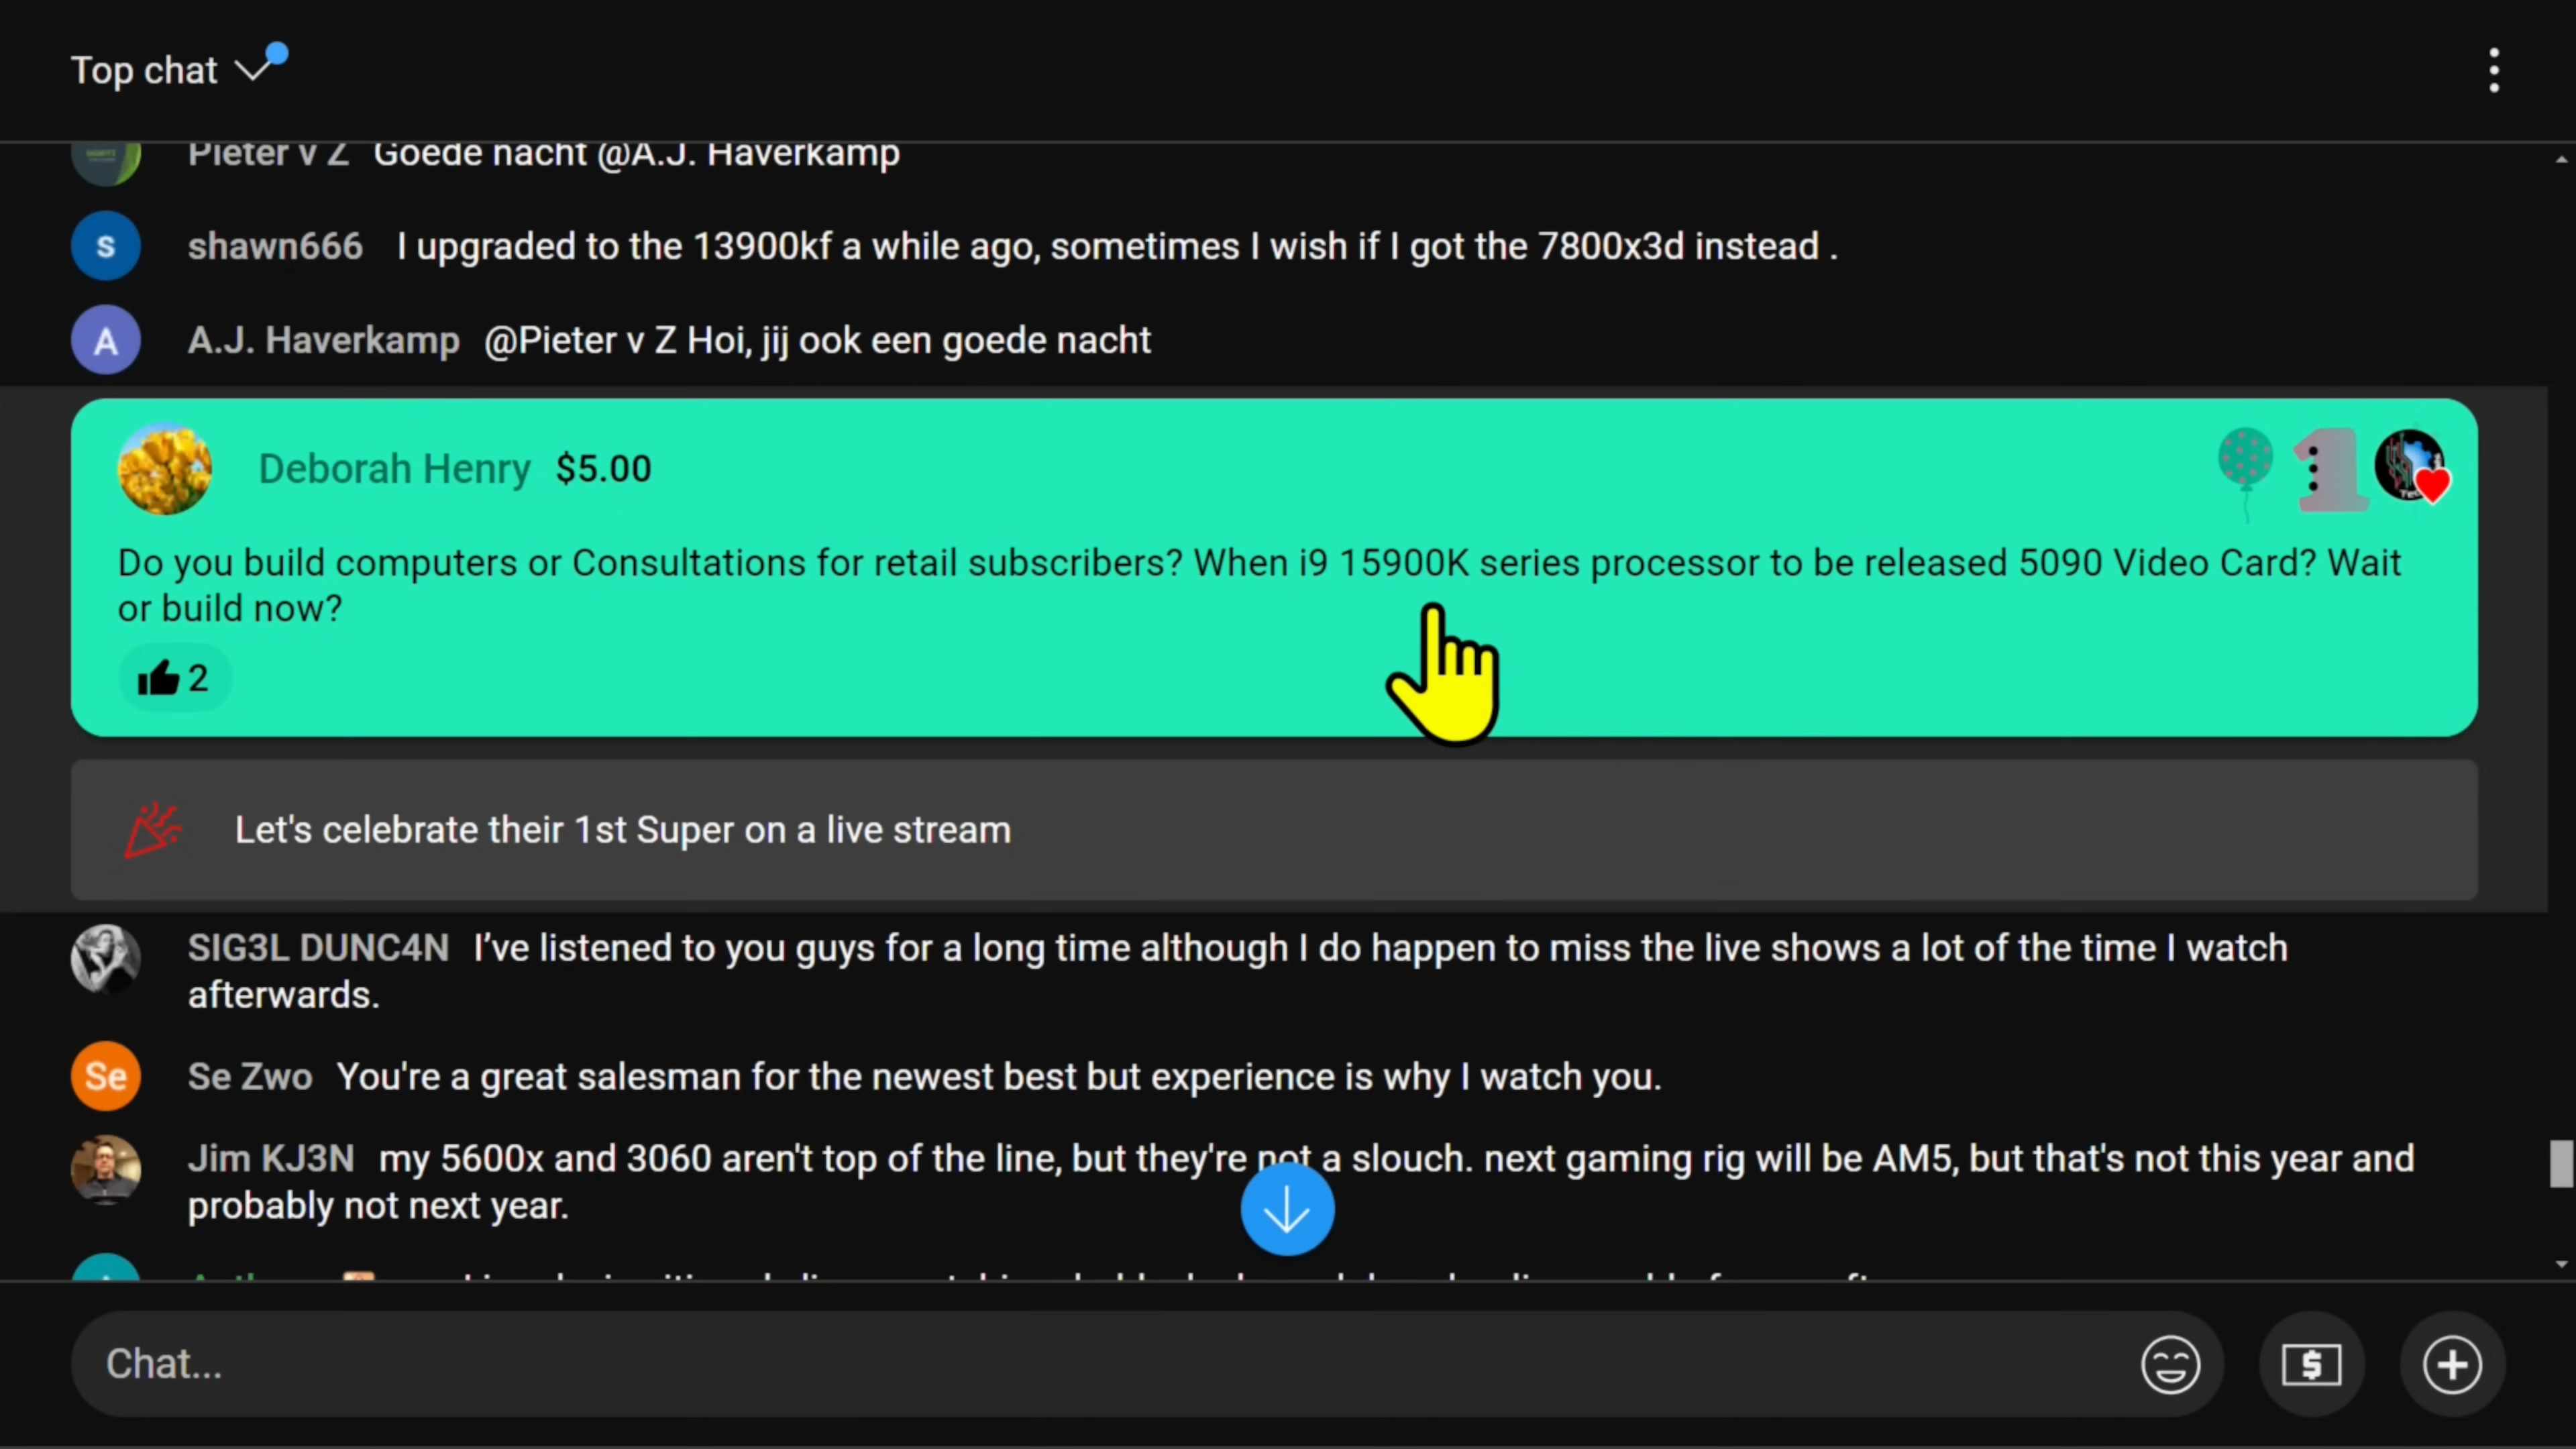 Top chat
Pieter v Z Goede nacht @A.J. Haverkamp
S
shawn666 I upgraded to the 13900kf a while ago, sometimes I wish if I got the 7800x3d instead .
A
A.J. Haverkamp @Pieter v Z Hoi, jij ook een goede nacht
Deborah Henry $5.00
1
Do you build computers or Consultations for retail subscribers? When i9 15900K series processor to be released 5090 Video Card? Wait
or build now?
2
Let's celebrate their 1st Super on a live stream
SIG3L DUNC4N I’ve listened to you guys for a long time although I do happen to miss the live shows a lot of the time I watch
afterwards.
Se
Se Zwo You're a great salesman for the newest best but experience is why I watch you.
Jim KJ3N my 5600x and 3060 aren't top of the line, but they're not a slouch. next gaming rig will be AM5, but that's not this year and
probably not next year.
Chat...
$